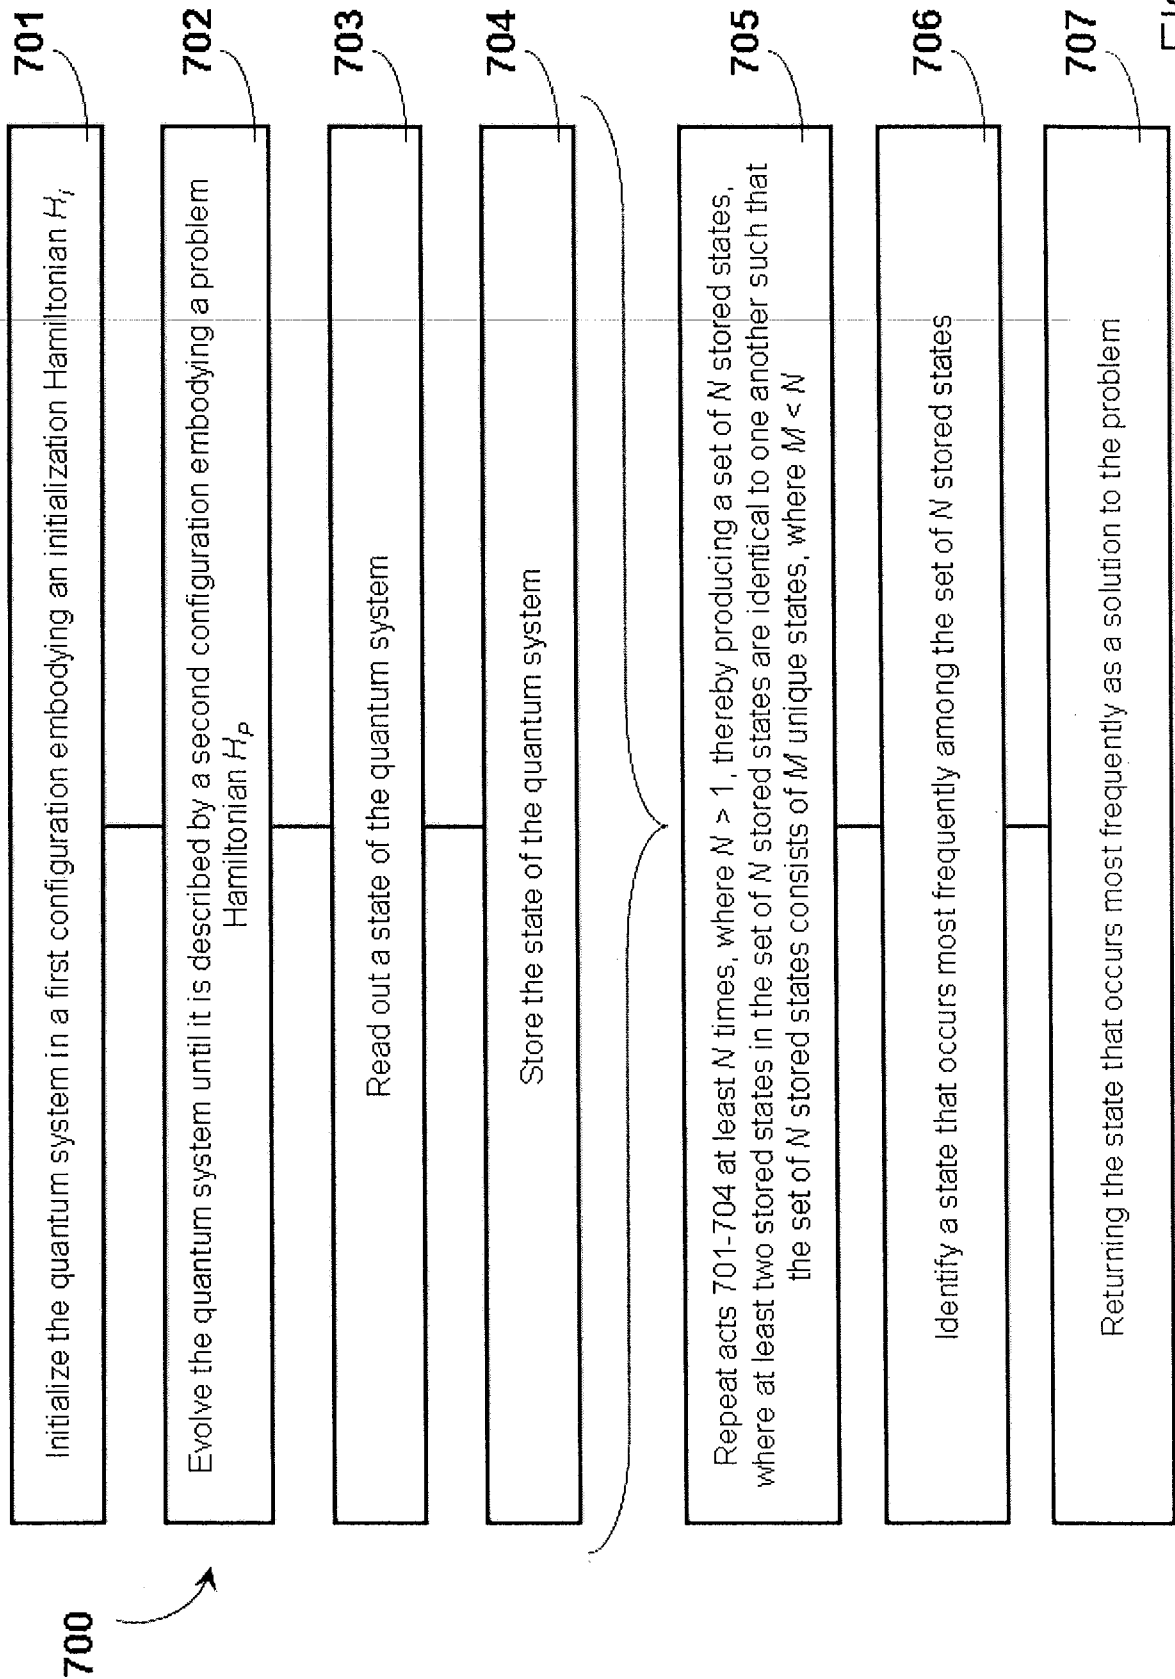 700
701
Initialize the quantum system in a first configuration embodying an initialization Hamiltonian Hi
702
Evolve the quantum system until it is described by a second configuration embodying a problem
Hamiltonian HP
703
Read out a state of the quantum system
704
Store the state of the quantum system
705
Repeat acts 701-704 at least N times, where N > 1, thereby producing a set of N stored states,
where at least two stored states in the set of N stored states are identical to one another such that
the set of N stored states consists of M unique states, where M < N
706
Identify a state that occurs most frequently among the set of N stored states
707
Returning the state that occurs most frequently as a solution to the problem